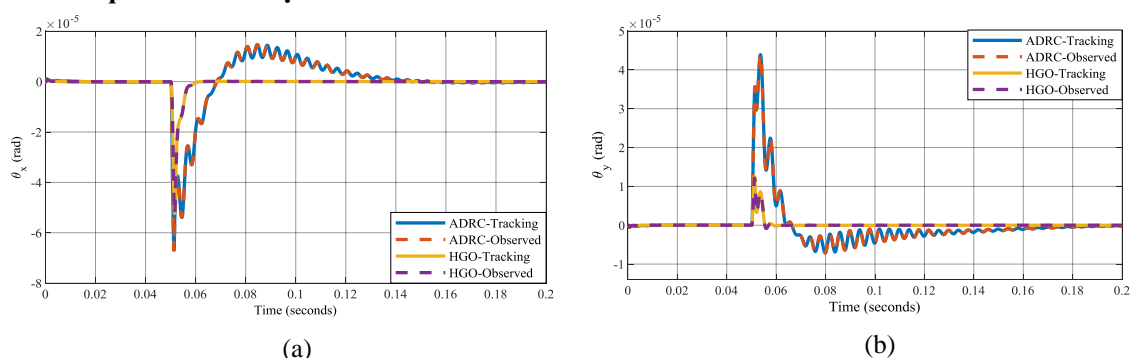 ×10⁻⁵
2
0
-2
-4
-6
-8
θx (rad)
0
0.02
0.04
0.06
0.08
0.1
0.12
0.14
0.16
0.18
0.2
Time (seconds)
ADRC-Tracking
ADRC-Observed
HGO-Tracking
HGO-Observed
(a)
×10⁻⁵
5
4
3
2
1
0
-1
θy (rad)
0
0.02
0.04
0.06
0.08
0.1
0.12
0.14
0.16
0.18
0.2
Time (seconds)
ADRC-Tracking
ADRC-Observed
HGO-Tracking
HGO-Observed
(b)